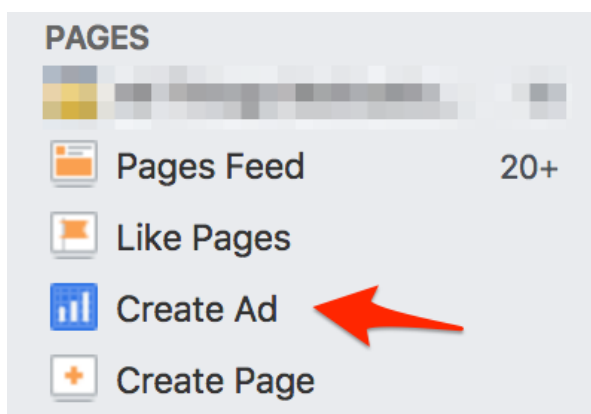 PAGES
Pages Feed 20+
Like Pages
Create Ad
Create Page